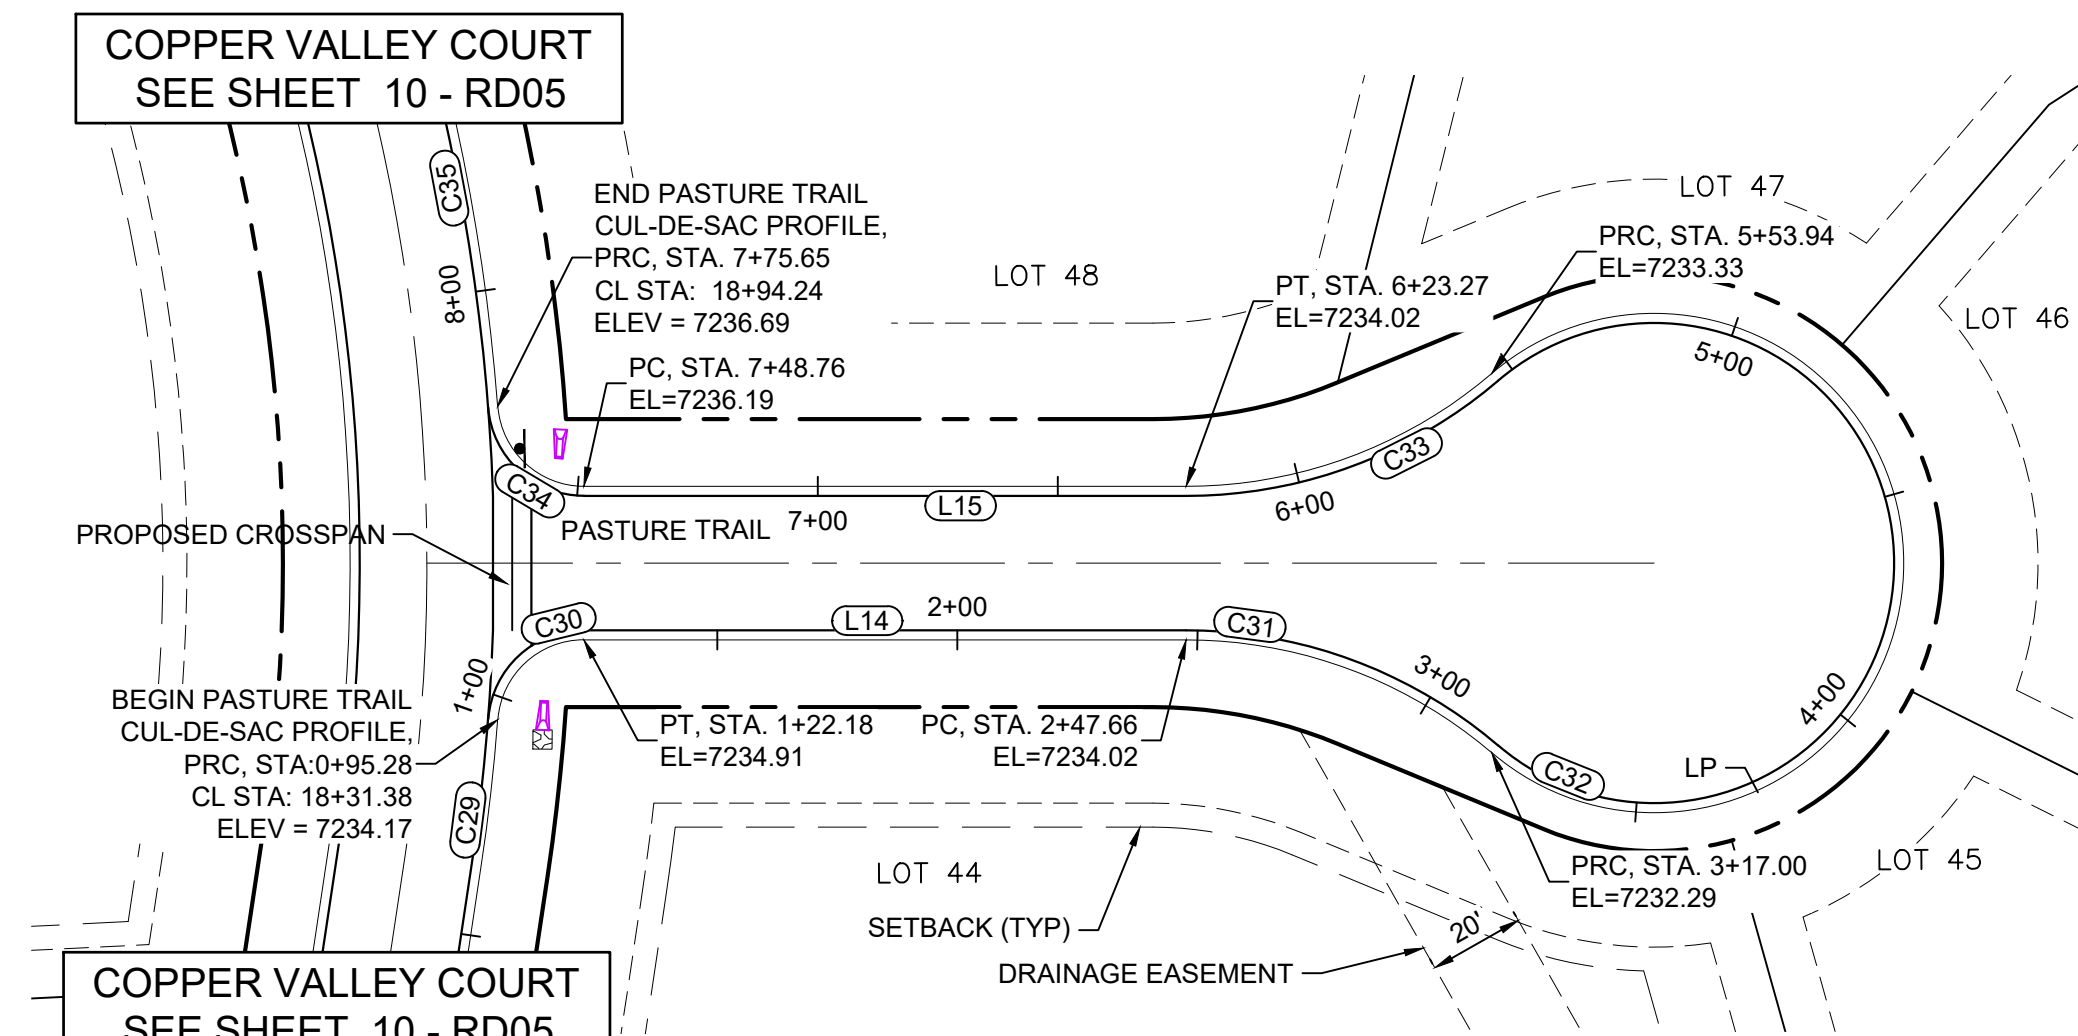 COPPER VALLEY COURT
SEE SHEET 10 - RD05
C35
8+00
END PASTURE TRAIL
CUL-DE-SAC PROFILE,
PRC, STA. 7+75.65
CL STA: 18+94.24
ELEV = 7236.69
PC, STA. 7+48.76
EL=7236.19
LOT 48
PT, STA. 6+23.27
EL=7234.02
LOT 47
PRC, STA. 5+53.94
EL=7233.33
LOT 46
5+00
C33
6+00
C34
L15
7+00
PASTURE TRAIL
PROPOSED CROSSPAN
C30
L14
2+00
C31
3+00
4+00
1+00
BEGIN PASTURE TRAIL
CUL-DE-SAC PROFILE,
PRC, STA:0+95.28
CL STA: 18+31.38
ELEV = 7234.17
C29
PT, STA. 1+22.18
EL=7234.91
PC, STA. 2+47.66
EL=7234.02
C32
LP
PRC, STA. 3+17.00
EL=7232.29
LOT 45
LOT 44
SETBACK (TYP)
20'
DRAINAGE EASEMENT
COPPER VALLEY COURT
SEE SHEET 10 - RD05